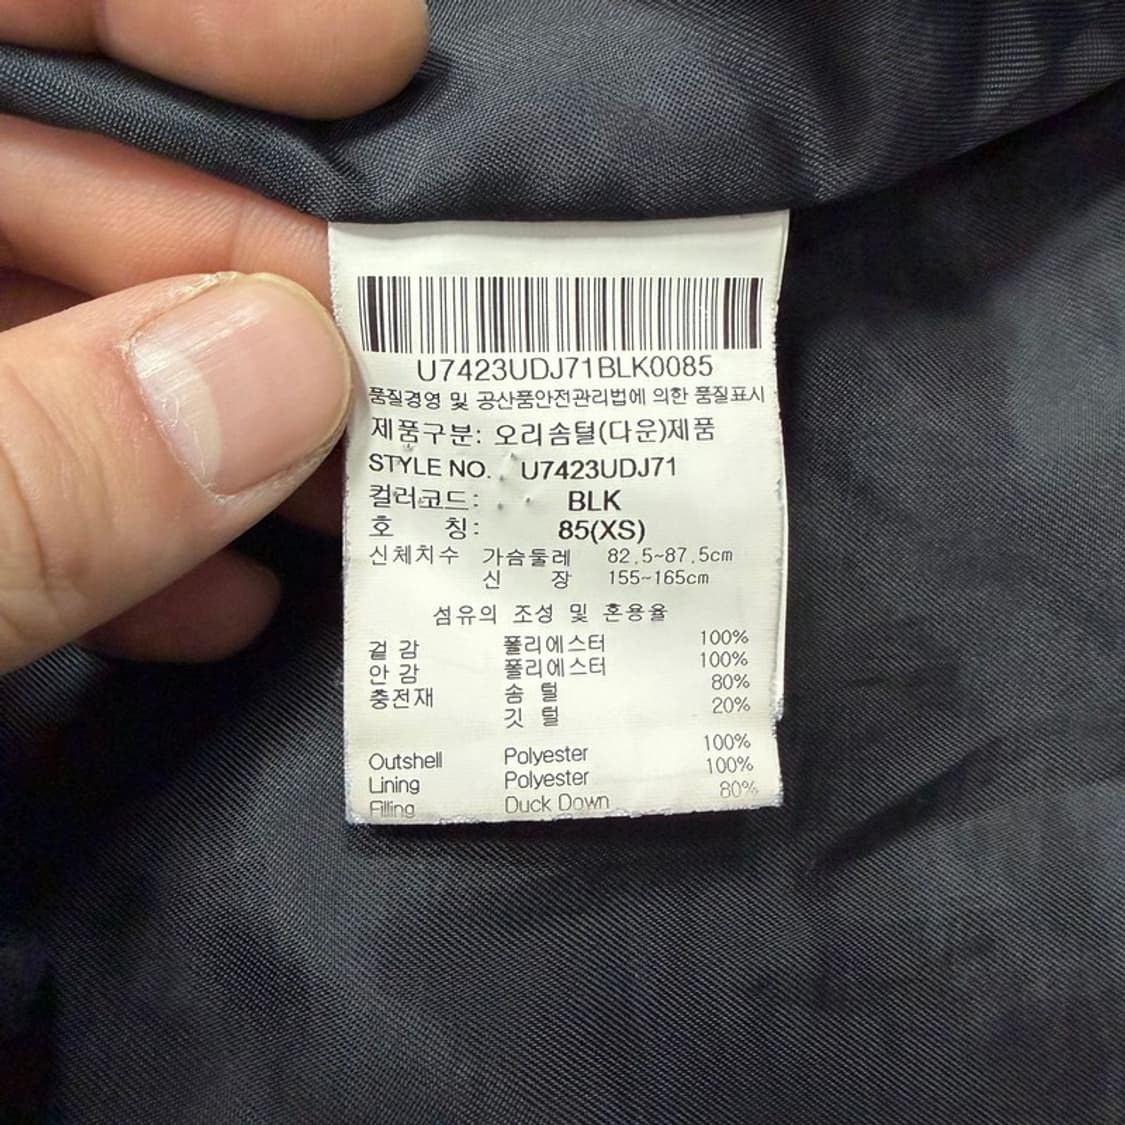 U7423UDJ71BLK0085
품질경영 및 공산품안전관리법에 의한 품질표시
제품구분: 오리솜털(다운)제품
STYLE NO. : U7423UDJ71
컬러코드: BLK
호 칭: 85(XS)
신체치수 가슴둘레 82.5~87.5cm
신 장 155~165cm
섬유의 조성 및 혼용율
겉 감 폴리에스터 100%
안 감 폴리에스터 100%
충전재 솜 털 80%
깃 털 20%
Outshell Polyester 100%
Lining Polyester 100%
Filling Duck Down 80%